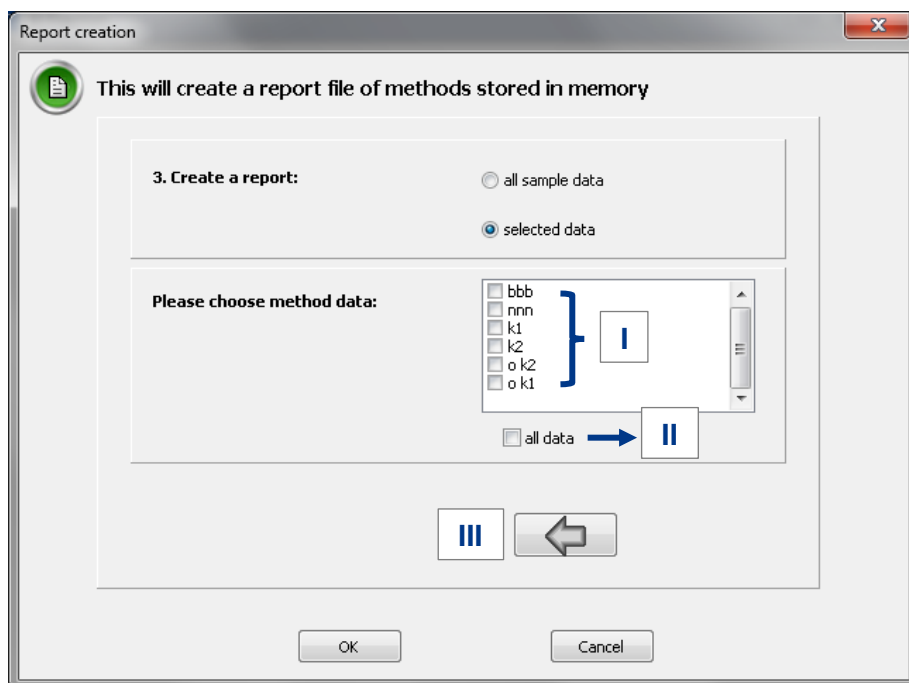 Report creation
This will create a report file of methods stored in memory
3. Create a report:
all sample data
selected data
Please choose method data:
bbb
nnn
k1
k2
o k2
o k1
I
all data
II
III
OK
Cancel